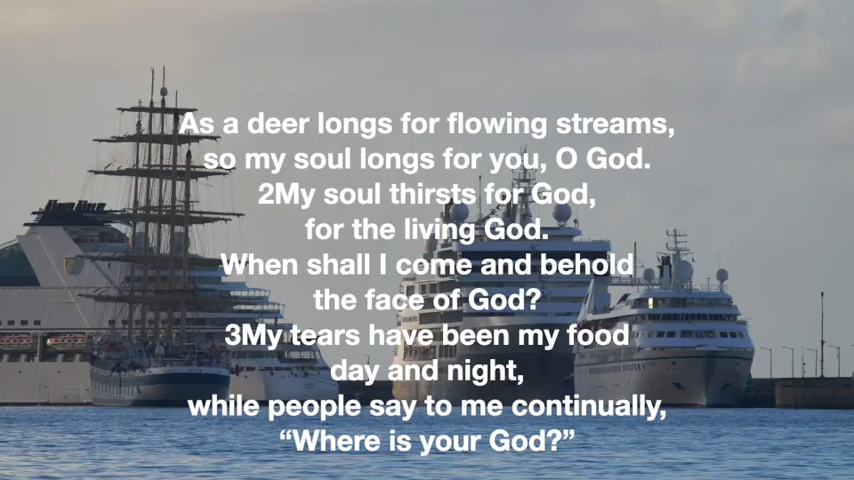 As a deer longs for flowing streams,
so my soul longs for you, O God.
2My soul thirsts for God,
for the living God.
When shall I come and behold
the face of God?
3My tears have been my food
day and night,
while people say to me continually,
“Where is your God?”